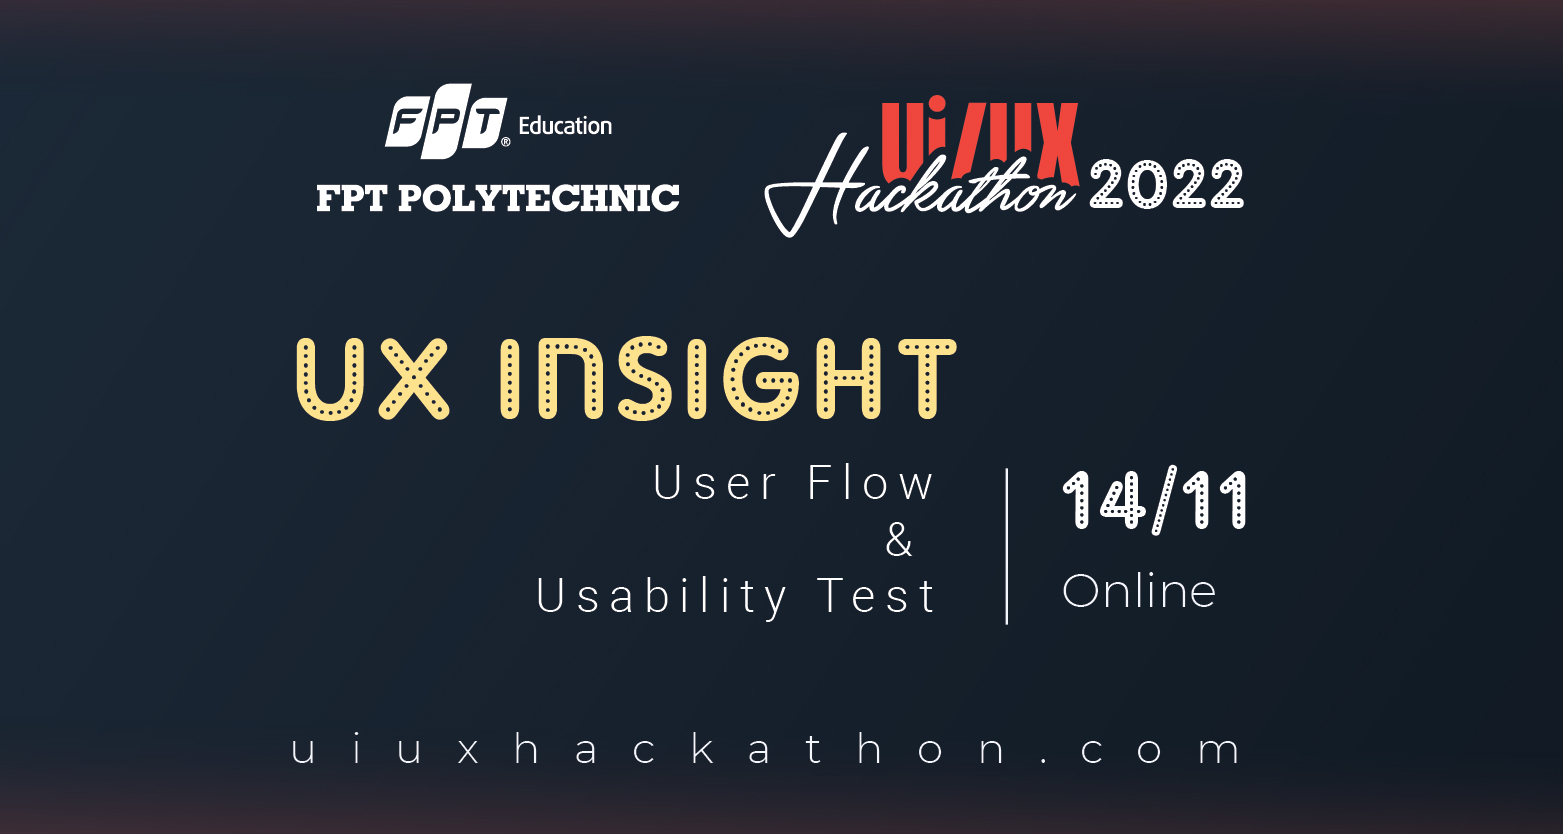 FPT® Education
FPT POLYTECHNIC
Ui/UX
Hackathon 2022
UX INSIGHT
User Flow
&
Usability Test
14/11
Online
uiuxhackathon.com